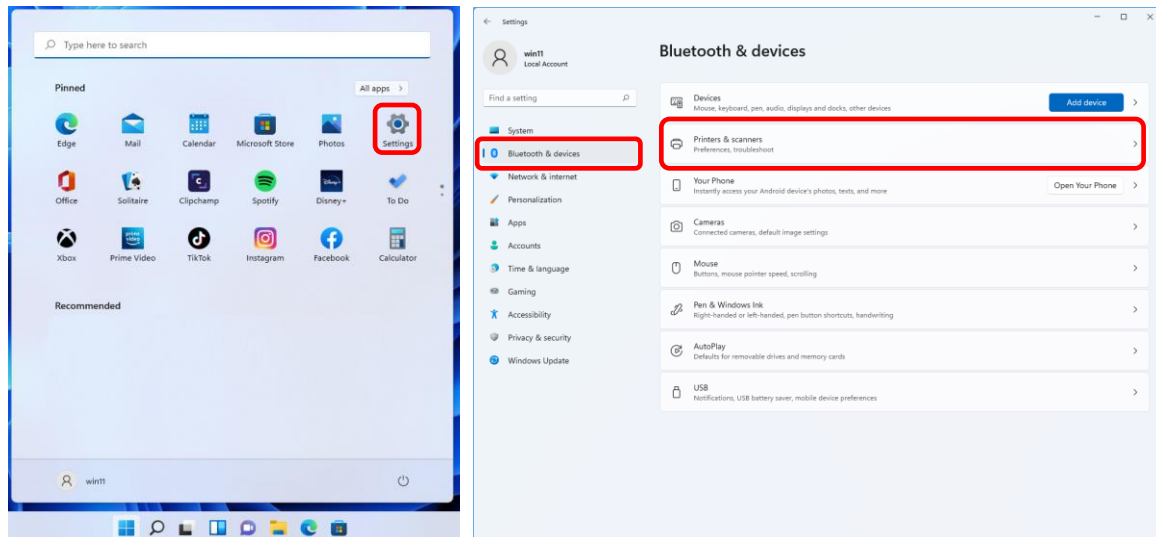 Type here to search
Pinned
All apps >
Edge
Mail
Calendar
Microsoft Store
Photos
Settings
Office
Solitaire
Clipchamp
Spotify
Disney+
To Do
Xbox
Prime Video
TikTok
Instagram
Facebook
Calculator
Recommended
win11
Settings
win11
Local Account
Find a setting
System
Bluetooth & devices
Network & internet
Personalization
Apps
Accounts
Time & language
Gaming
Accessibility
Privacy & security
Windows Update
Bluetooth & devices
Devices
Mouse, keyboard, pen, audio, displays and docks, other devices
Add device
Printers & scanners
Preferences, troubleshoot
Your Phone
Instantly access your Android device's photos, texts, and more
Open Your Phone
Cameras
Connected cameras, default image settings
Mouse
Buttons, mouse pointer speed, scrolling
Pen & Windows Ink
Right-handed or left-handed, pen button shortcuts, handwriting
AutoPlay
Defaults for removable drives and memory cards
USB
Notifications, USB battery saver, mobile device preferences